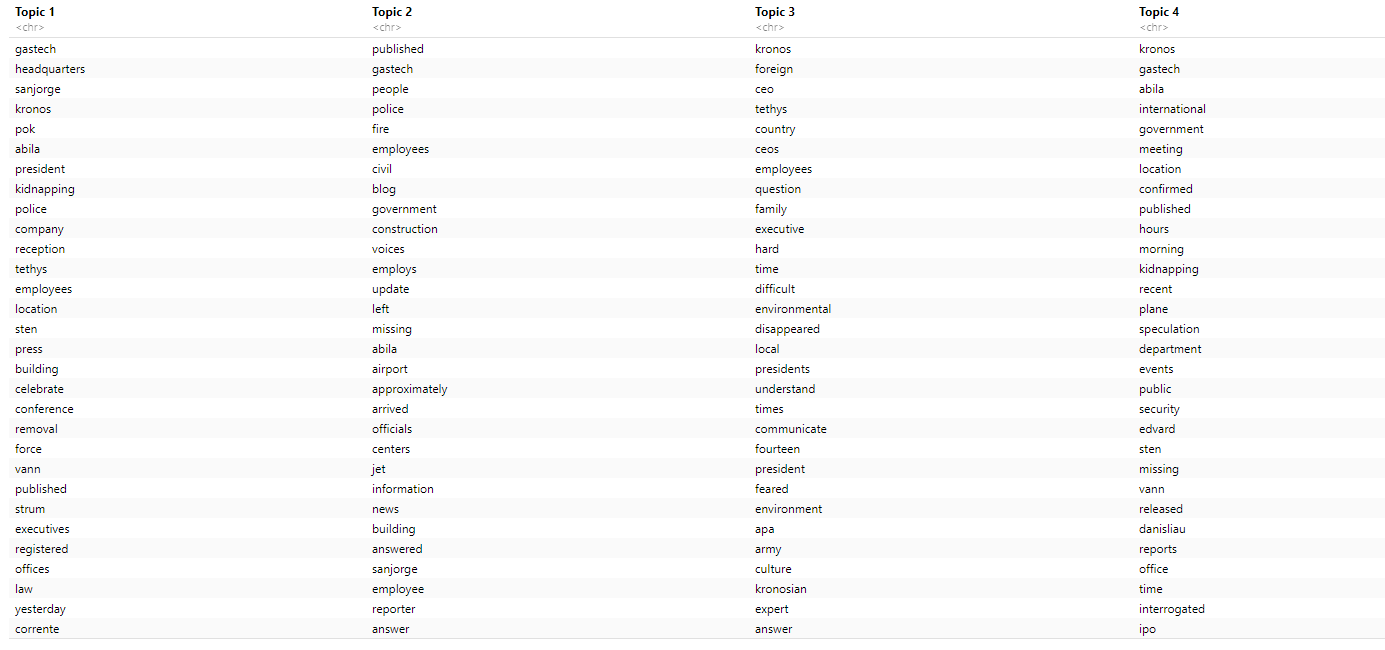 Topic 1 Topic 2 Topic 3 Topic 4
<chr> <chr> <chr> <chr>
gastech published kronos kronos
headquarters gastech foreign gastech
sanjorge people ceo abila
kronos police tethys international
pok fire country government
abila employees ceos meeting
president civil employees location
kidnapping blog question confirmed
police government family published
company construction executive hours
reception voices hard morning
tethys employs time kidnapping
employees update difficult recent
location left environmental plane
sten missing disappeared speculation
press abila local department
building airport presidents events
celebrate approximately understand public
conference arrived times security
removal officials communicate edvard
force centers fourteen sten
vann jet president missing
published information feared vann
strum news environment released
executives building apa danisliau
registered answered army reports
offices sanjorge culture office
law employee kronosian time
yesterday reporter expert interrogated
corrente answer answer ipo